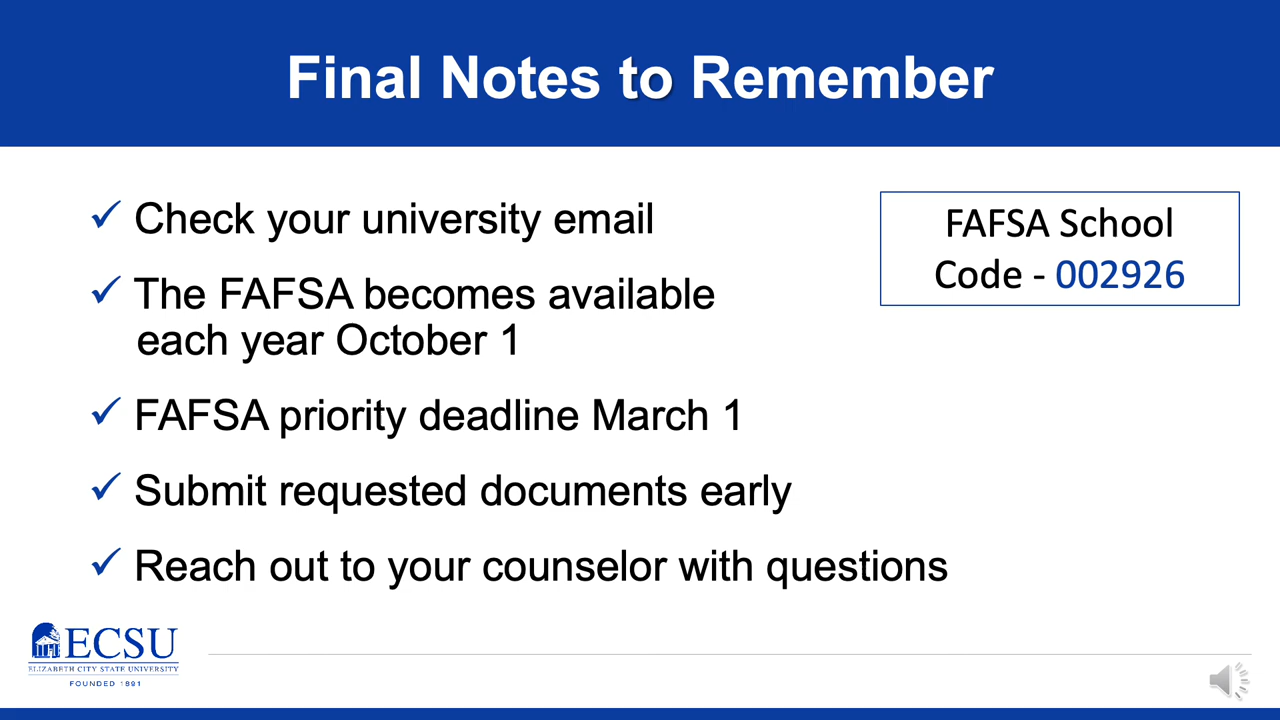 Final Notes to Remember
✓ Check your university email
✓ The FAFSA becomes available
each year October 1
✓ FAFSA priority deadline March 1
✓ Submit requested documents early
✓ Reach out to your counselor with questions
FAFSA School
Code - 002926
ECSU
ELIZABETH CITY STATE UNIVERSITY
FOUNDED 1891